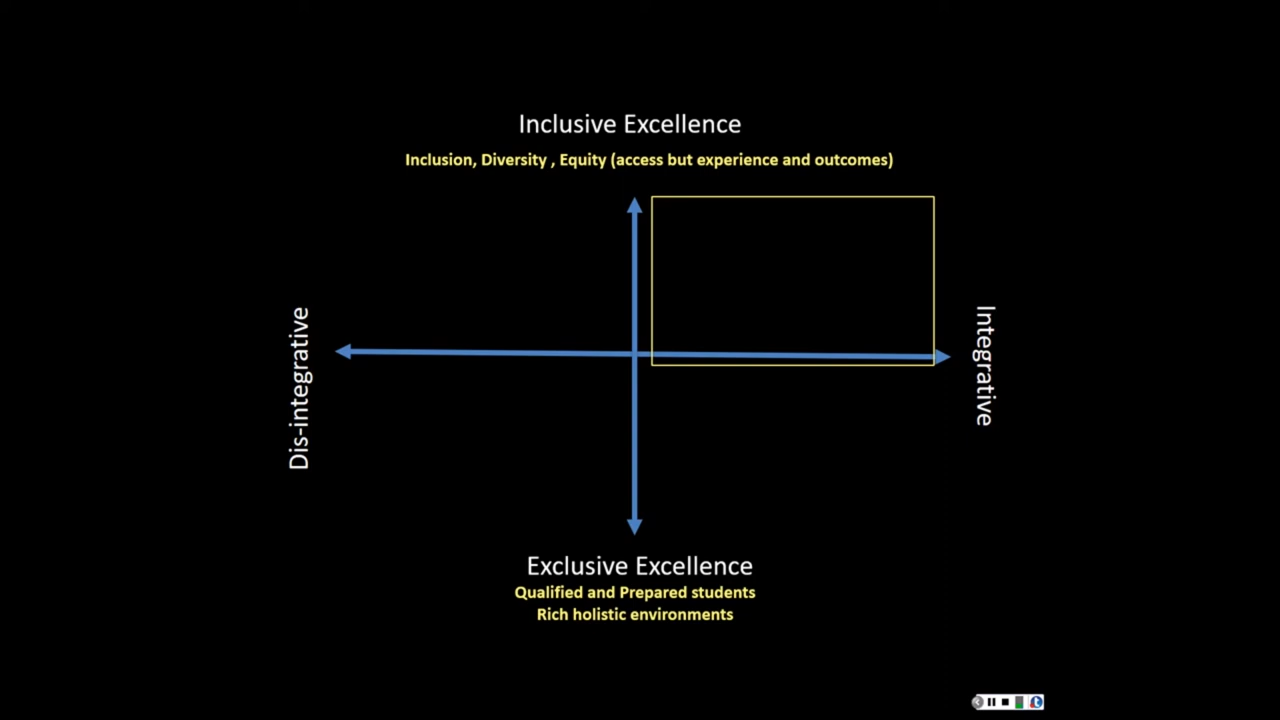 Inclusive Excellence
Inclusion, Diversity , Equity (access but experience and outcomes)
Dis-integrative
Integrative
Exclusive Excellence
Qualified and Prepared students
Rich holistic environments